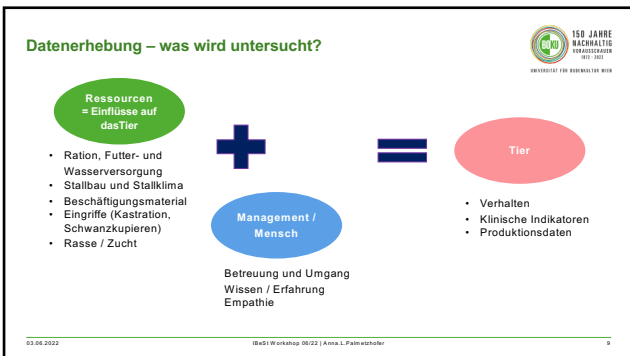 Datenerhebung – was wird untersucht?
BOKU
150 JAHRE
NACHHALTIG
VORAUSSCHAUEN
1872 - 2022
UNIVERSITÄT FÜR BODENKULTUR WIEN
Ressourcen
= Einflüsse auf
dasTier
• Ration, Futter- und
Wasserversorgung
• Stallbau und Stallklima
• Beschäftigungsmaterial
• Eingriffe (Kastration,
Schwanzkupieren)
• Rasse / Zucht
Management /
Mensch
Betreuung und Umgang
Wissen / Erfahrung
Empathie
Tier
• Verhalten
• Klinische Indikatoren
• Produktionsdaten
03.06.2022
IBeSt Workshop 06/22 | Anna.L.Palmetzhofer
9